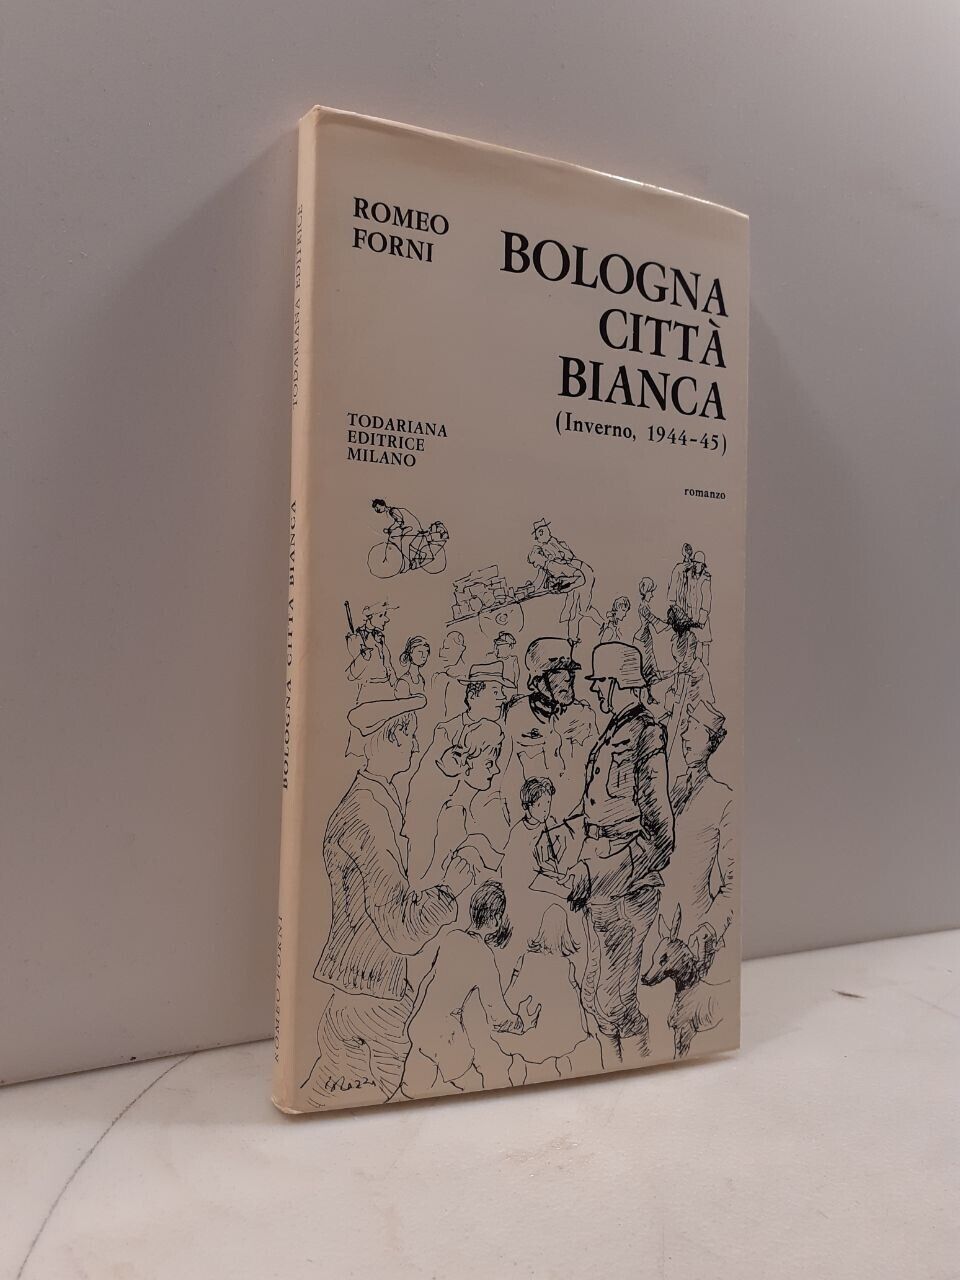 ROMEO
FORNI
BOLOGNA
CITTÀ
BIANCA
(Inverno, 1944-45)
romanzo
TODARIANA
EDITRICE
MILANO
TODARIANA EDITRICE
BOLOGNA CITTÀ BIANCA
ROMEO FORNI